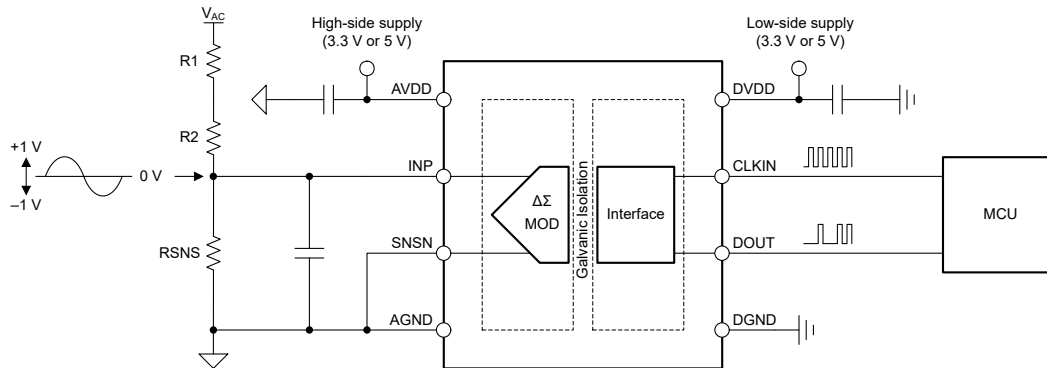 V_AC
High-side supply
(3.3 V or 5 V)
Low-side supply
(3.3 V or 5 V)
R1
AVDD
DVDD
R2
+1 V
0 V
–1 V
INP
CLKIN
ΔΣ
MOD
Galvanic Isolation
Interface
MCU
RSNS
SNSN
DOUT
AGND
DGND